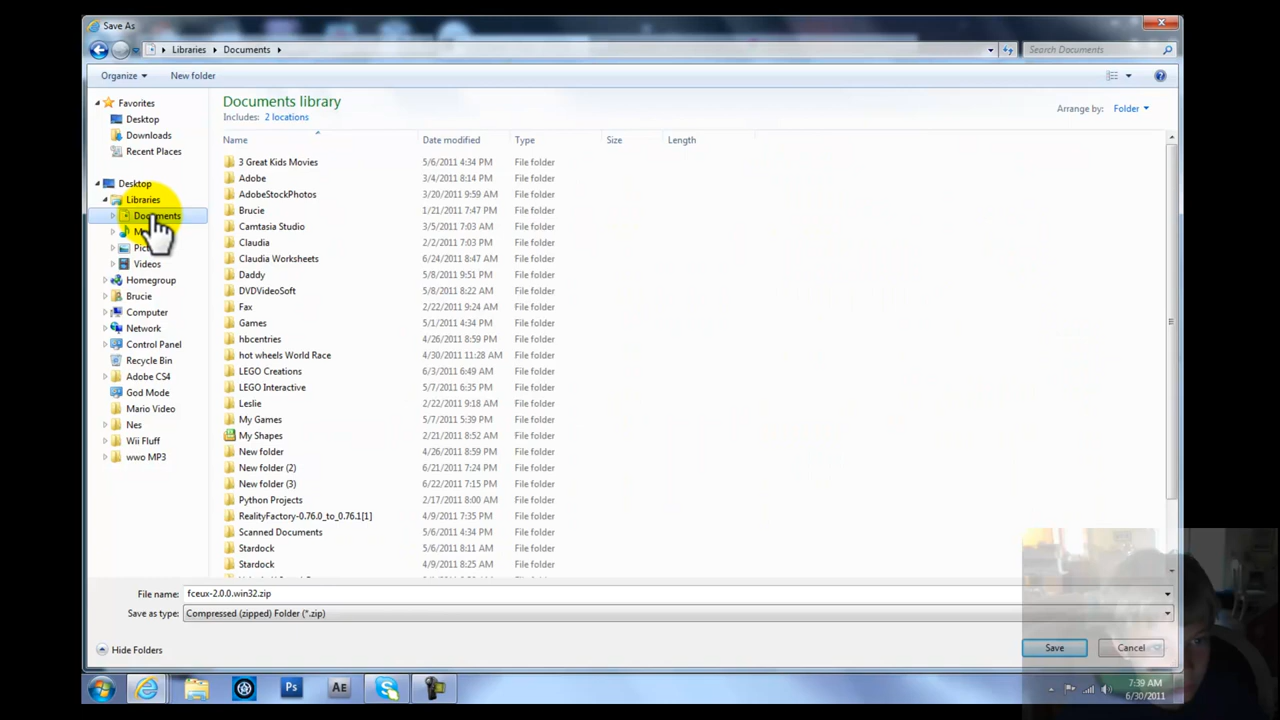 Save As
Libraries Documents
Search Documents
Organize New folder
Favorites
Desktop
Downloads
Recent Places
Desktop
Libraries
Documents
Videos
Homegroup
Brucie
Computer
Network
Control Panel
Recycle Bin
Adobe CS4
God Mode
Mario Video
Nes
Wii Fluff
wwo MP3
Documents library
Includes: 2 locations
Arrange by: Folder
Name Date modified Type Size Length
3 Great Kids Movies 5/6/2011 4:34 PM File folder
Adobe 3/4/2011 8:14 PM File folder
AdobeStockPhotos 3/20/2011 9:59 AM File folder
Brucie 1/21/2011 7:47 PM File folder
Camtasia Studio 3/5/2011 7:03 AM File folder
Claudia 2/2/2011 7:03 PM File folder
Claudia Worksheets 6/24/2011 8:47 AM File folder
Daddy 5/8/2011 9:51 PM File folder
DVDVideoSoft 5/8/2011 8:22 AM File folder
Fax 2/22/2011 9:24 AM File folder
Games 5/1/2011 4:34 PM File folder
hbcentries 4/26/2011 8:59 PM File folder
hot wheels World Race 4/30/2011 11:28 AM File folder
LEGO Creations 6/3/2011 6:49 AM File folder
LEGO Interactive 5/7/2011 6:35 PM File folder
Leslie 2/22/2011 9:18 AM File folder
My Games 5/7/2011 5:39 PM File folder
My Shapes 2/21/2011 8:52 AM File folder
New folder 4/26/2011 8:59 PM File folder
New folder (2) 6/21/2011 7:24 PM File folder
New folder (3) 6/22/2011 7:15 PM File folder
Python Projects 2/17/2011 8:00 AM File folder
RealityFactory-0.76.0_to_0.76.1[1] 4/9/2011 7:35 PM File folder
Scanned Documents 5/6/2011 4:34 PM File folder
Stardock 5/6/2011 8:11 AM File folder
Stardock 4/9/2011 8:25 AM File folder
File name: fceux-2.0.0.win32.zip
Save as type: Compressed (zipped) Folder (*.zip)
Hide Folders Save Cancel
Ps AE
7:39 AM
6/30/2011